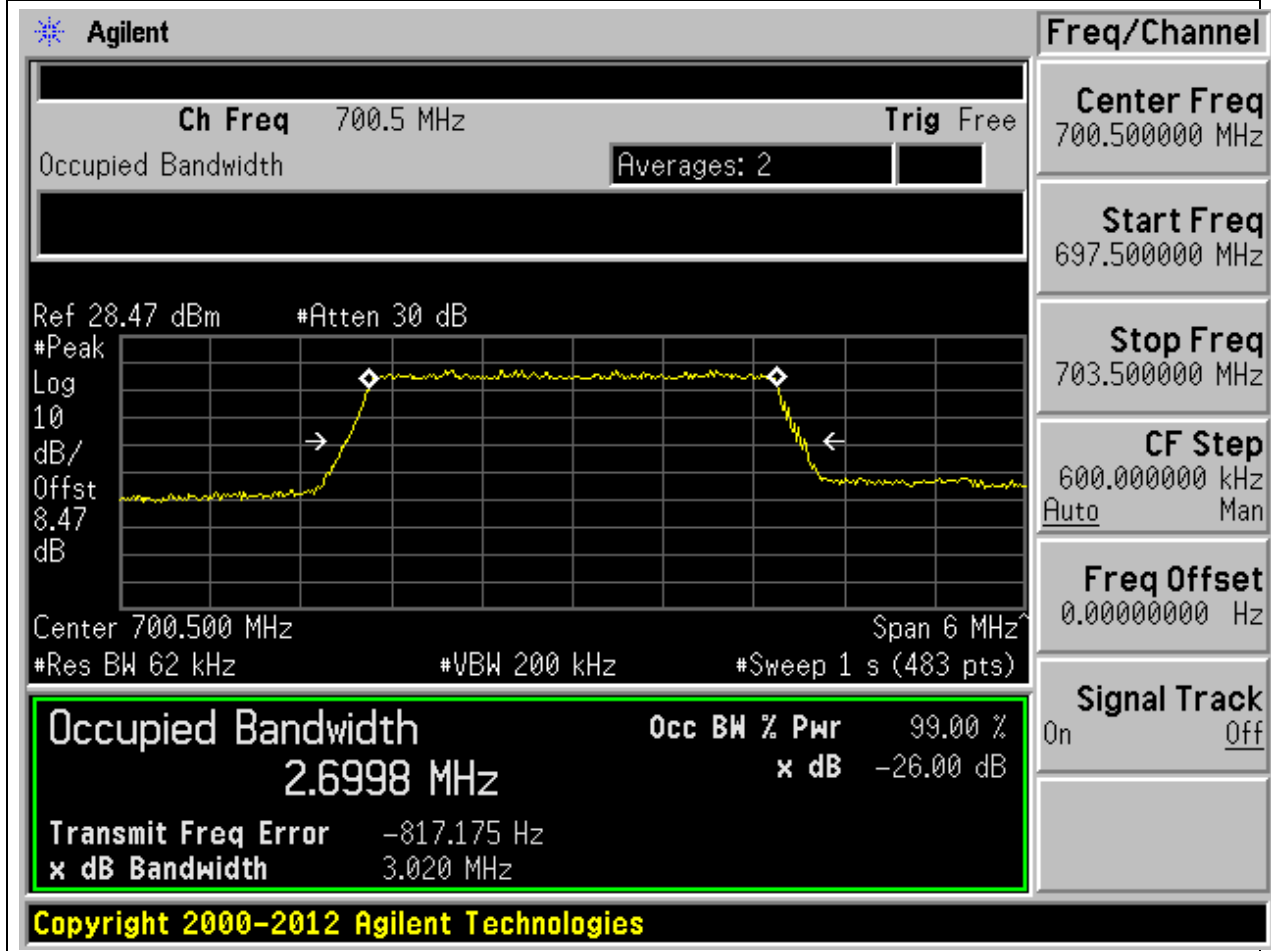 Agilent
Freq/Channel
Ch Freq 700.5 MHz
Trig Free
Occupied Bandwidth
Averages: 2
Ref 28.47 dBm
#Atten 30 dB
#Peak
Log
10
dB/
Offst
8.47
dB
Center 700.500 MHz
Span 6 MHz^
#Res BW 62 kHz
#VBW 200 kHz
#Sweep 1 s (483 pts)
Occupied Bandwidth
2.6998 MHz
Occ BW % Pwr 99.00 %
x dB -26.00 dB
Transmit Freq Error -817.175 Hz
x dB Bandwidth 3.020 MHz
Center Freq
700.500000 MHz
Start Freq
697.500000 MHz
Stop Freq
703.500000 MHz
CF Step
600.000000 kHz
Auto Man
Freq Offset
0.00000000 Hz
Signal Track
On Off
Copyright 2000-2012 Agilent Technologies